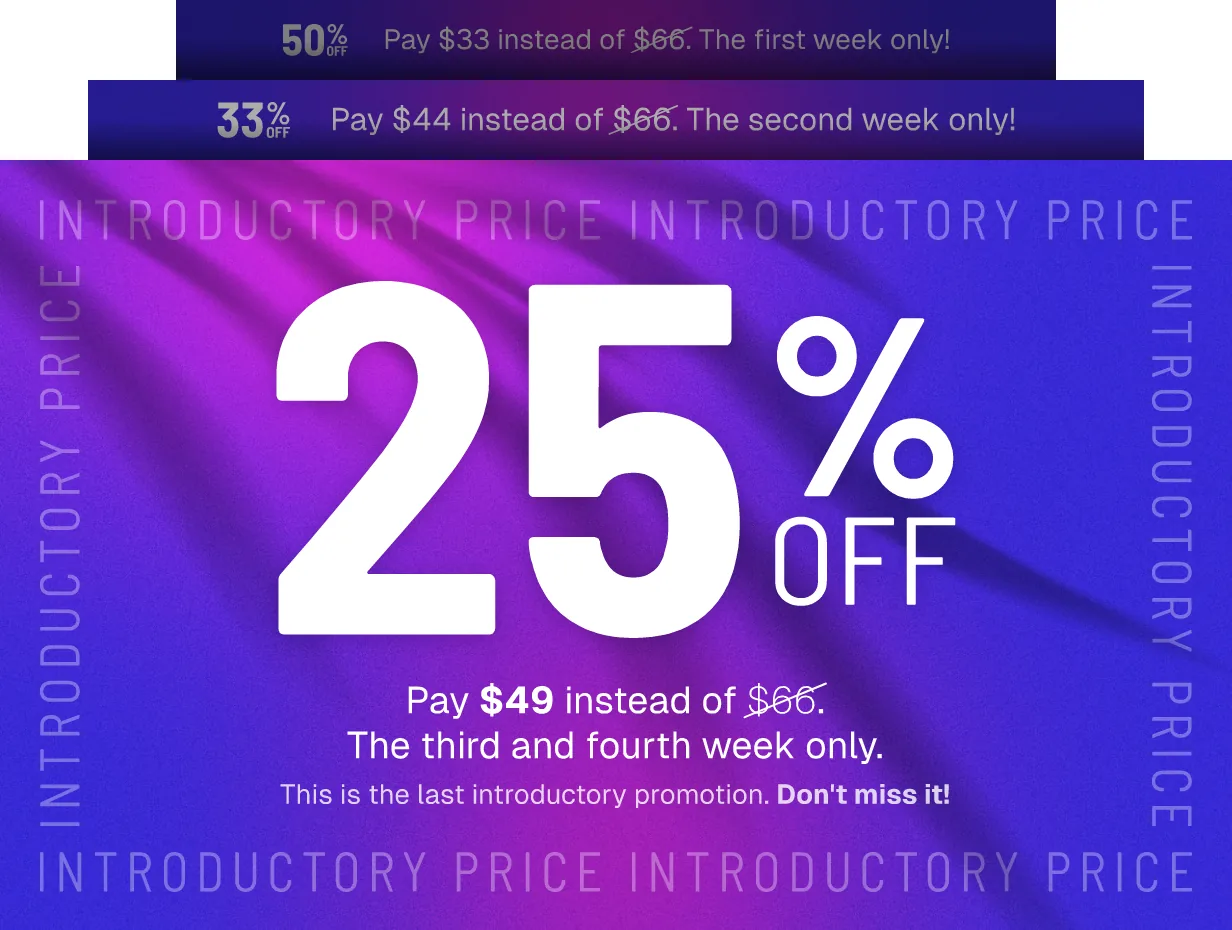 50% OFF Pay $33 instead of $66. The first week only!
33% OFF Pay $44 instead of $66. The second week only!
INTRODUCTORY PRICE INTRODUCTORY PRICE
INTRODUCTORY PRICE
INTRODUCTORY PRICE
25% OFF
Pay $49 instead of $66.
The third and fourth week only.
This is the last introductory promotion. Don't miss it!
INTRODUCTORY PRICE INTRODUCTORY PRICE